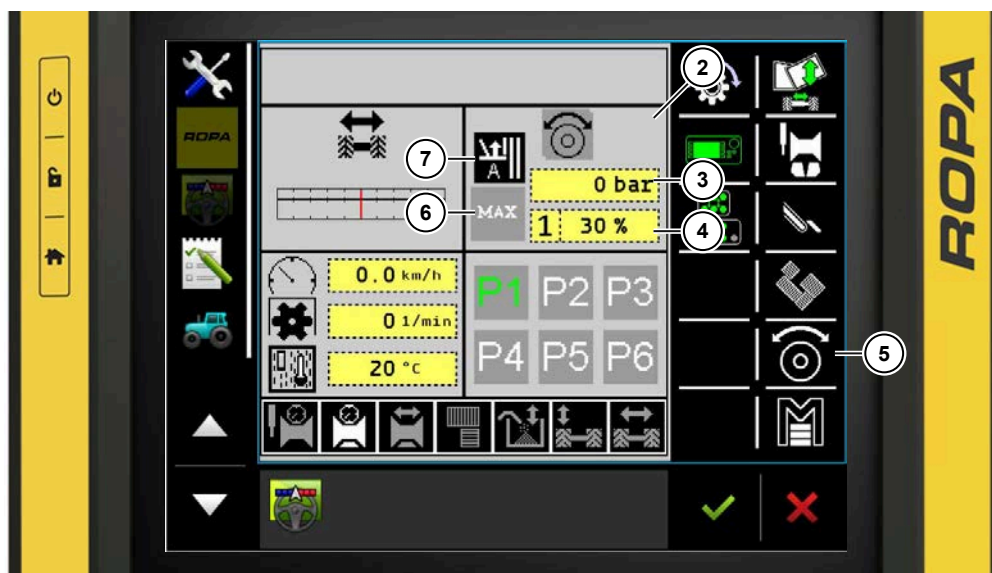 ROPA
ROPA
2
7
A
0 bar
3
6
MAX
1 30 %
4
0.0 km/h
P1 P2 P3
0 1/min
5
20 °C
P4 P5 P6